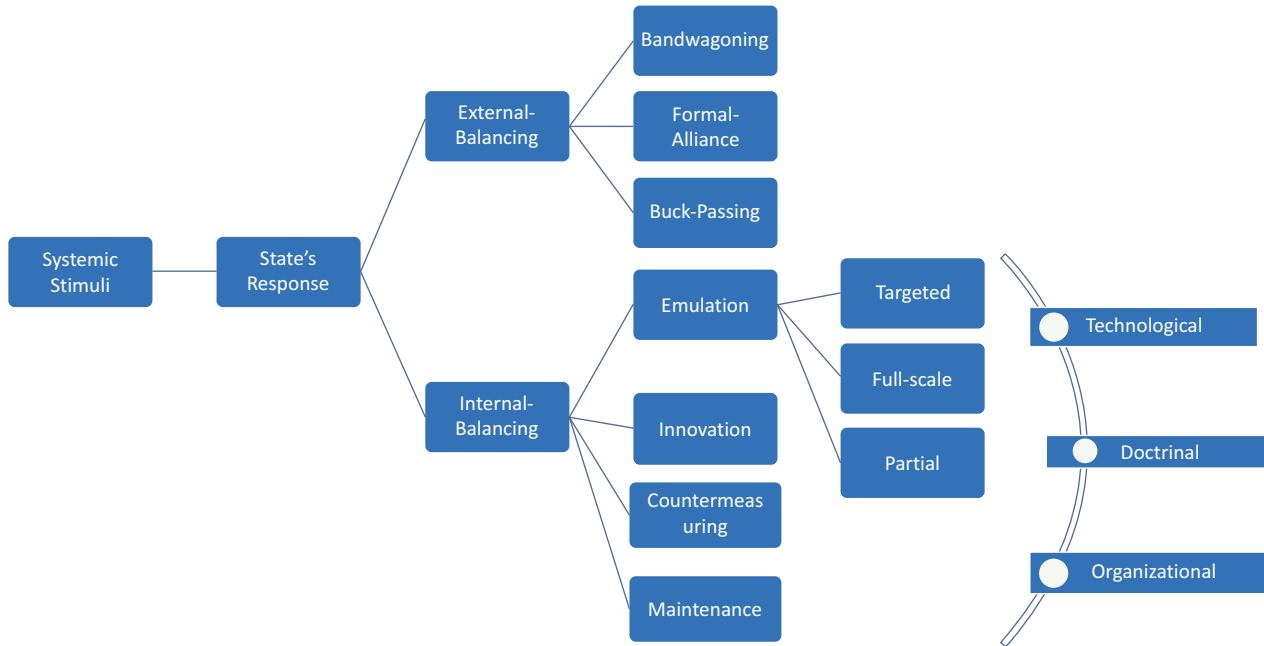 Systemic
Stimuli
State’s
Response
External-
Balancing
Internal-
Balancing
Bandwagoning
Formal-
Alliance
Buck-Passing
Emulation
Innovation
Countermeas
uring
Maintenance
Targeted
Full-scale
Partial
Technological
Doctrinal
Organizational